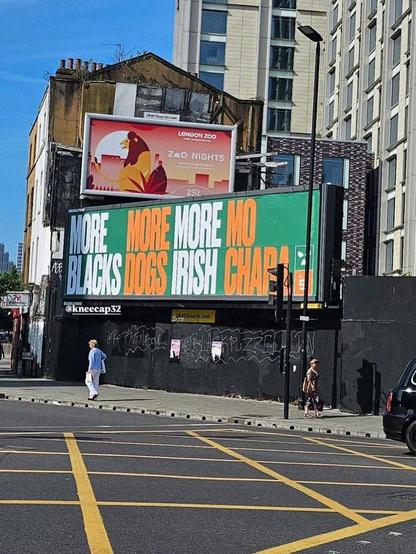 LONDON ZOO
ZOO NIGHTS
ZSL
MORE MORE MORE MO
BLACKS DOGS IRISH CHARA
@kneecap32